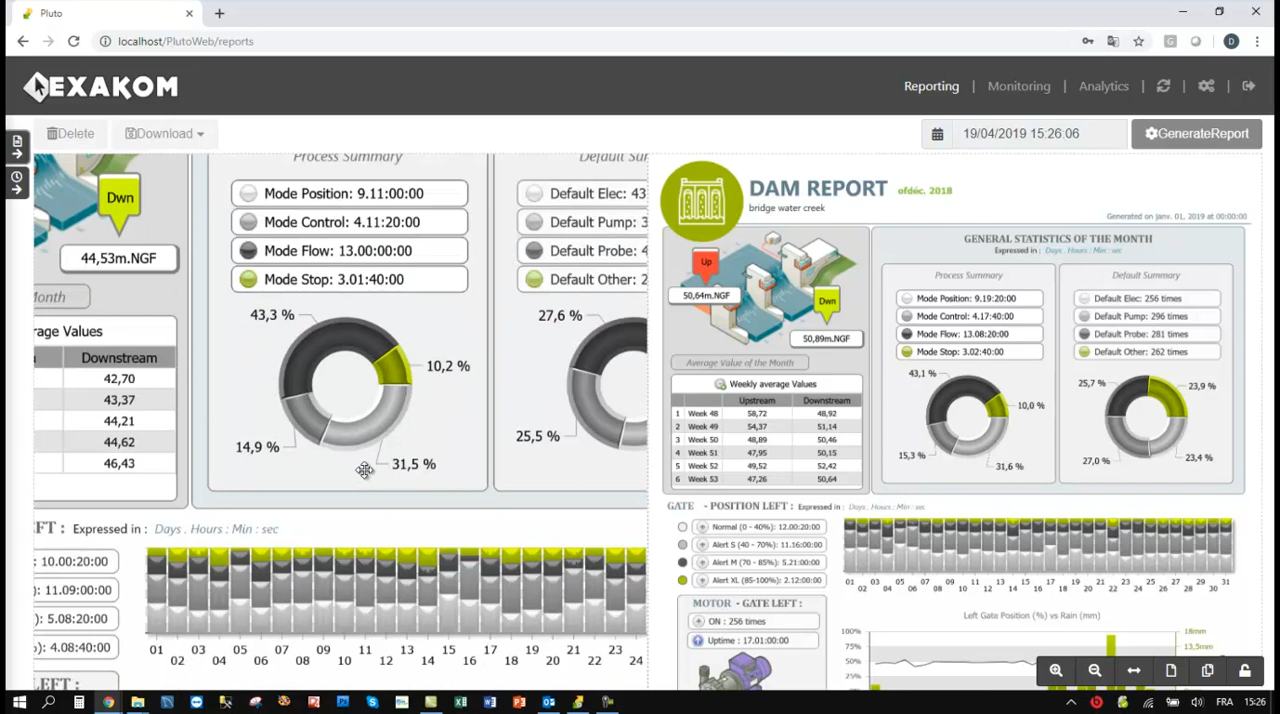 Pluto
localhost/PlutoWeb/reports
EXAKOM
Reporting | Monitoring | Analytics
Delete
Download
19/04/2019 15:26:06
GenerateReport
Dwn
44,53m.NGF
Month
rage Values
Downstream
42,70
43,37
44,21
44,62
46,43
Process Summary
Mode Position: 9.11:00:00
Mode Control: 4.11:20:00
Mode Flow: 13.00:00:00
Mode Stop: 3.01:40:00
43,3 %
10,2 %
14,9 %
31,5 %
Default Sur
Default Elec: 43
Default Pump: 3
Default Probe: 4
Default Other: 2
27,6 %
25,5 %
EFT : Expressed in : Days . Hours : Min : sec
: 10.00:20:00
: 11.09:00:00
: 5.08:20:00
): 4.08:40:00
01 03 05 07 09 11 13 15 17 19 21 23
02 04 06 08 10 12 14 16 18 20 22 24
EFT :
DAM REPORT
ofdéc. 2018
bridge water creek
Generated on janv. 01, 2019 at 00:00:00
Up
50,64m.NGF
Dwn
50,89m.NGF
Average Value of the Month
Weekly average Values
Upstream Downstream
1 Week 48 58,72 48,92
2 Week 49 54,37 51,14
3 Week 50 48,89 50,46
4 Week 51 47,95 50,15
5 Week 52 49,52 52,42
6 Week 53 47,26 50,64
GENERAL STATISTICS OF THE MONTH
Expressed in : Days . Hours : Min : sec
Process Summary
Mode Position: 9.19:20:00
Mode Control: 4.17:40:00
Mode Flow: 13.08:20:00
Mode Stop: 3.02:40:00
43,1 %
10,0 %
15,3 %
31,6 %
Default Summary
Default Elec: 256 times
Default Pump: 296 times
Default Probe: 281 times
Default Other: 262 times
25,7 %
23,9 %
27,0 %
23,4 %
GATE - POSITION LEFT : Expressed in : Days . Hours : Min : sec
Normal (0 - 40%): 12.00:20:00
Alert S (40 - 70%): 11.16:00:00
Alert M (70 - 85%): 5.21:00:00
Alert XL (85-100%): 2.12:00:00
01 03 05 07 09 11 13 15 17 19 21 23 25 27 29 31
02 04 06 08 10 12 14 16 18 20 22 24 26 28 30
MOTOR - GATE LEFT :
ON : 256 times
Uptime : 17.01:00:00
Left Gate Position (%) vs Rain (mm)
100%
75%
50%
25%
18mm
13,5mm
FRA
15:26